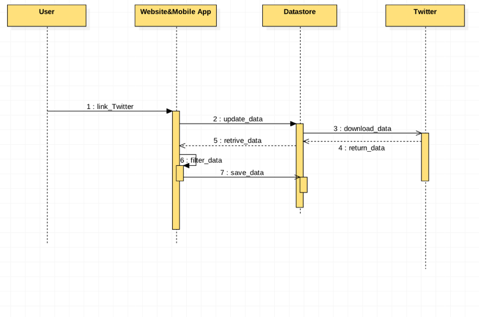 User
Website&Mobile App
Datastore
Twitter
1 : link_Twitter
2 : update_data
3 : download_data
4 : return_data
5 : retrive_data
6 : filter_data
7 : save_data